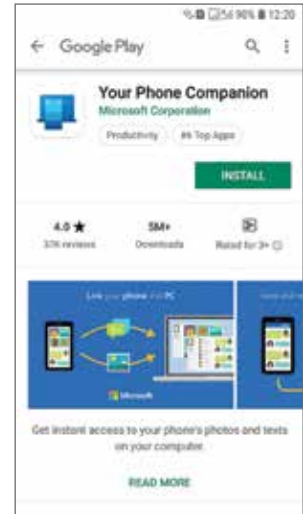 90% 12:20
Google Play
Your Phone Companion
Microsoft Corporation
Productivity
#6 Top Apps
INSTALL
4.0 ★
5M+
reviews
Downloads
Rated for 3+
Link your phone and PC
Microsoft
Get instant access to your phone's photos and texts
on your computer.
READ MORE